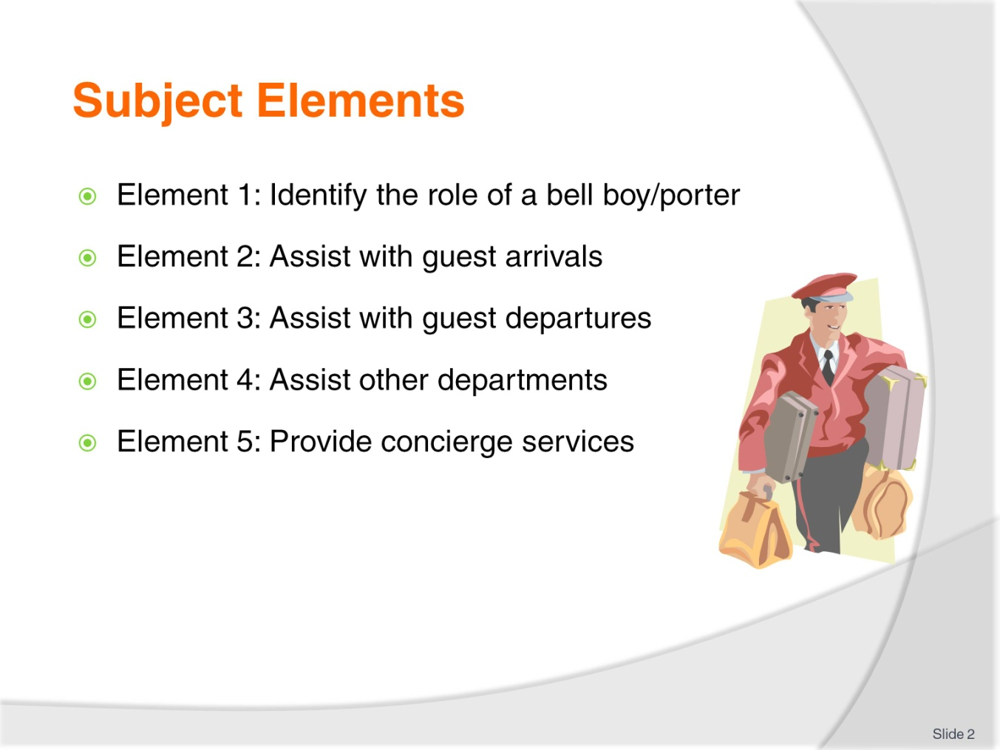 Subject Elements
Element 1: Identify the role of a bell boy/porter
Element 2: Assist with guest arrivals
Element 3: Assist with guest departures
Element 4: Assist other departments
Element 5: Provide concierge services
Slide 2